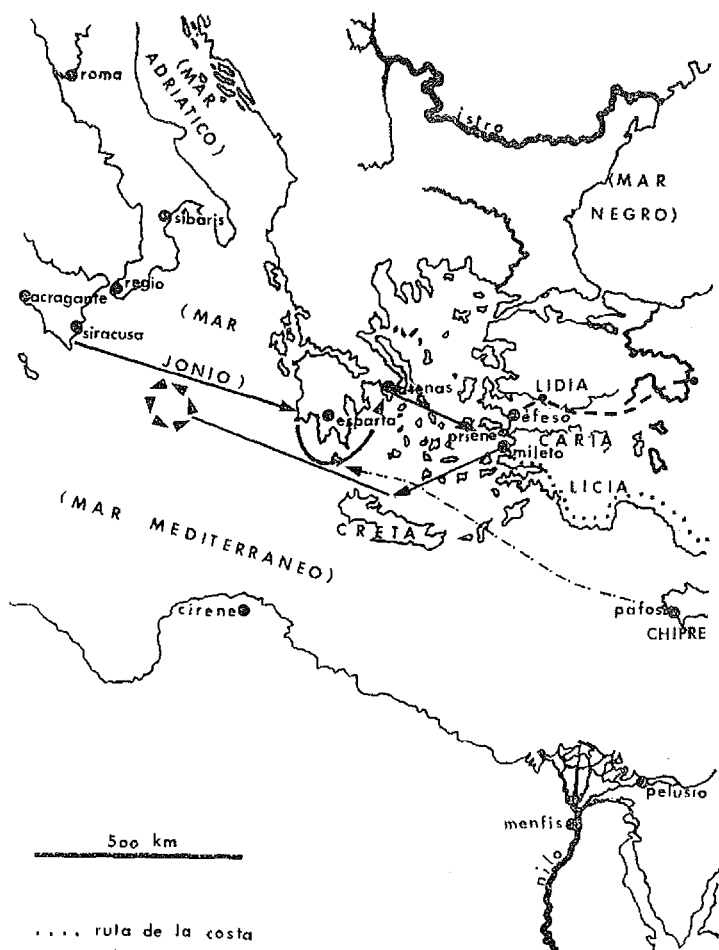 roma
(MAR
ADRIATICO)
istro
(MAR
NEGRO)
sibaris
regio
acragante
siracusa
(MAR
JONIO)
atenas
LIDIA
esparta
efeso
priene
CARIA
mileto
LICIA
CRETA
(MAR MEDITERRANEO)
cirene
pafos
CHIPRE
pelusio
menfis
nilo
500 km
.... ruta de la costa